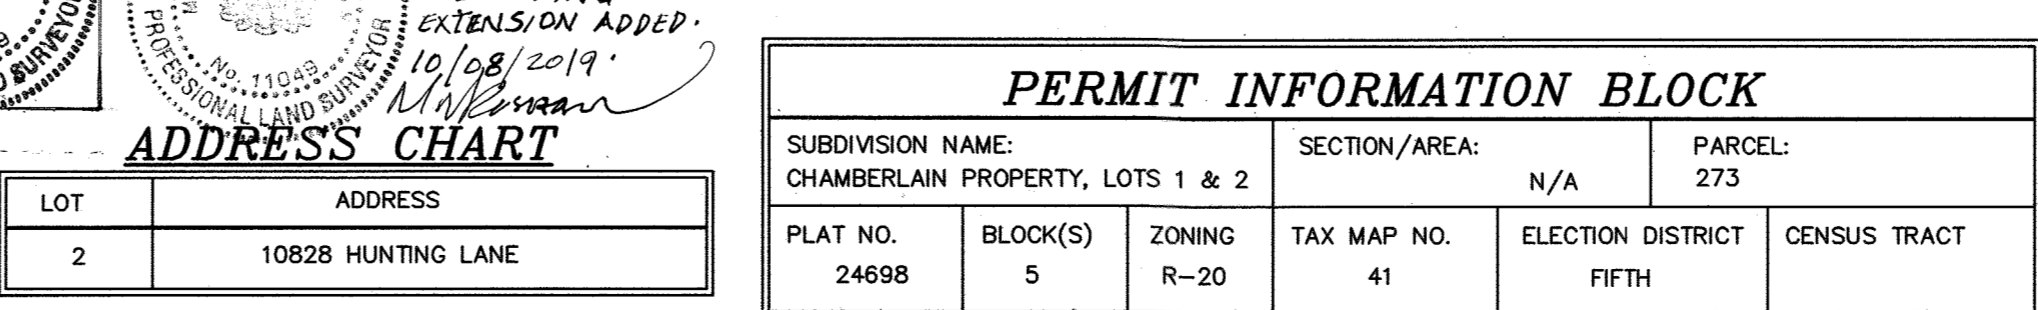 EXTENSION ADDED.
10/08/2019.
No. 11049
PROFESSIONAL LAND SURVEYOR
SURVEYOR
ADDRESS CHART
LOT ADDRESS
2 10828 HUNTING LANE
PERMIT INFORMATION BLOCK
SUBDIVISION NAME: SECTION/AREA: PARCEL:
CHAMBERLAIN PROPERTY, LOTS 1 & 2 N/A 273
PLAT NO. BLOCK(S) ZONING TAX MAP NO. ELECTION DISTRICT CENSUS TRACT
24698 5 R-20 41 FIFTH